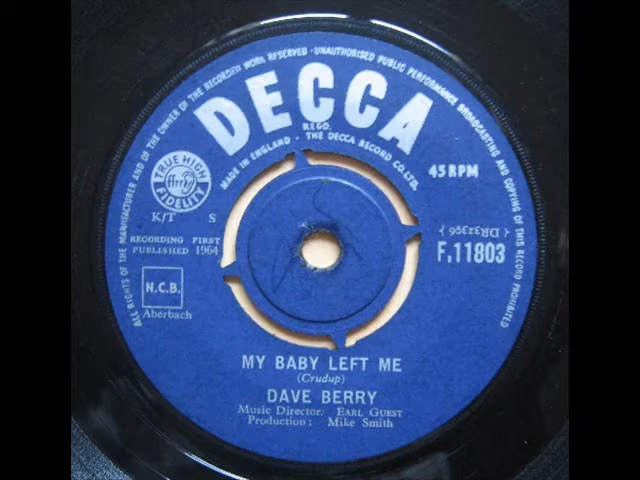 ALL RIGHTS OF THE MANUFACTURER AND OF THE OWNER OF THE RECORDED WORK RESERVED · UNAUTHORISED PUBLIC PERFORMANCE BROADCASTING AND COPYING OF THIS RECORD PROHIBITED
DECCA
REGD.
MADE IN ENGLAND · THE DECCA RECORD CO. LTD.
TRUE HIGH
ffrr
FIDELITY
45 RPM
K/T S
(DR32356)
RECORDING FIRST
PUBLISHED 1964
F.11803
N.C.B.
Aberbach
MY BABY LEFT ME
(Crudup)
DAVE BERRY
Music Director: EARL GUEST
Production: Mike Smith